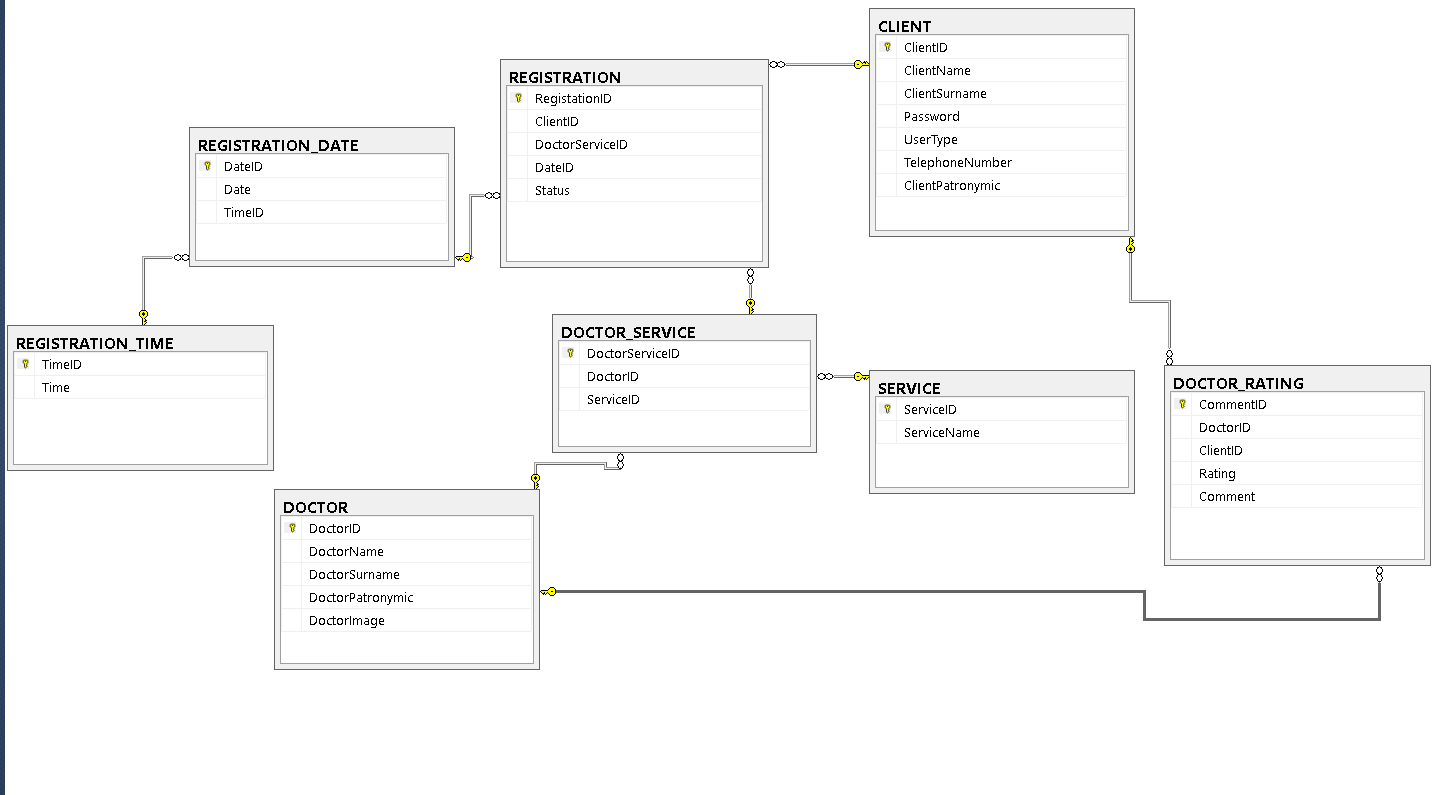 CLIENT
ClientID
ClientName
ClientSurname
Password
UserType
TelephoneNumber
ClientPatronymic
REGISTRATION
RegistationID
ClientID
DoctorServiceID
DateID
Status
REGISTRATION_DATE
DateID
Date
TimeID
REGISTRATION_TIME
TimeID
Time
DOCTOR_SERVICE
DoctorServiceID
DoctorID
ServiceID
SERVICE
ServiceID
ServiceName
DOCTOR_RATING
CommentID
DoctorID
ClientID
Rating
Comment
DOCTOR
DoctorID
DoctorName
DoctorSurname
DoctorPatronymic
DoctorImage